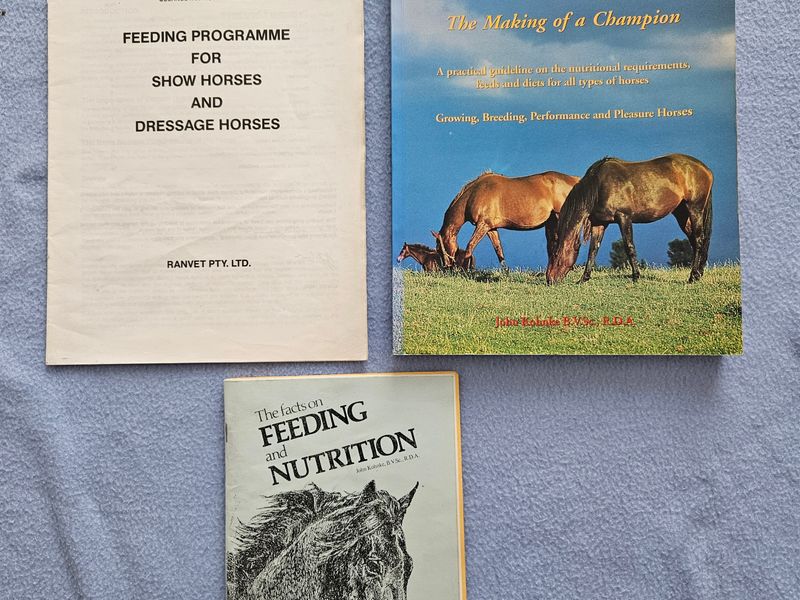 FEEDING PROGRAMME
FOR
SHOW HORSES
AND
DRESSAGE HORSES
RANVET PTY. LTD.
The Making of a Champion
A practical guideline on the nutritional requirements,
feeds and diets for all types of horses
Growing, Breeding, Performance and Pleasure Horses
John Kohnke B.V.Sc., R.D.A.
The facts on
FEEDING
and
NUTRITION
John Kohnke, B.V.Sc., R.D.A.